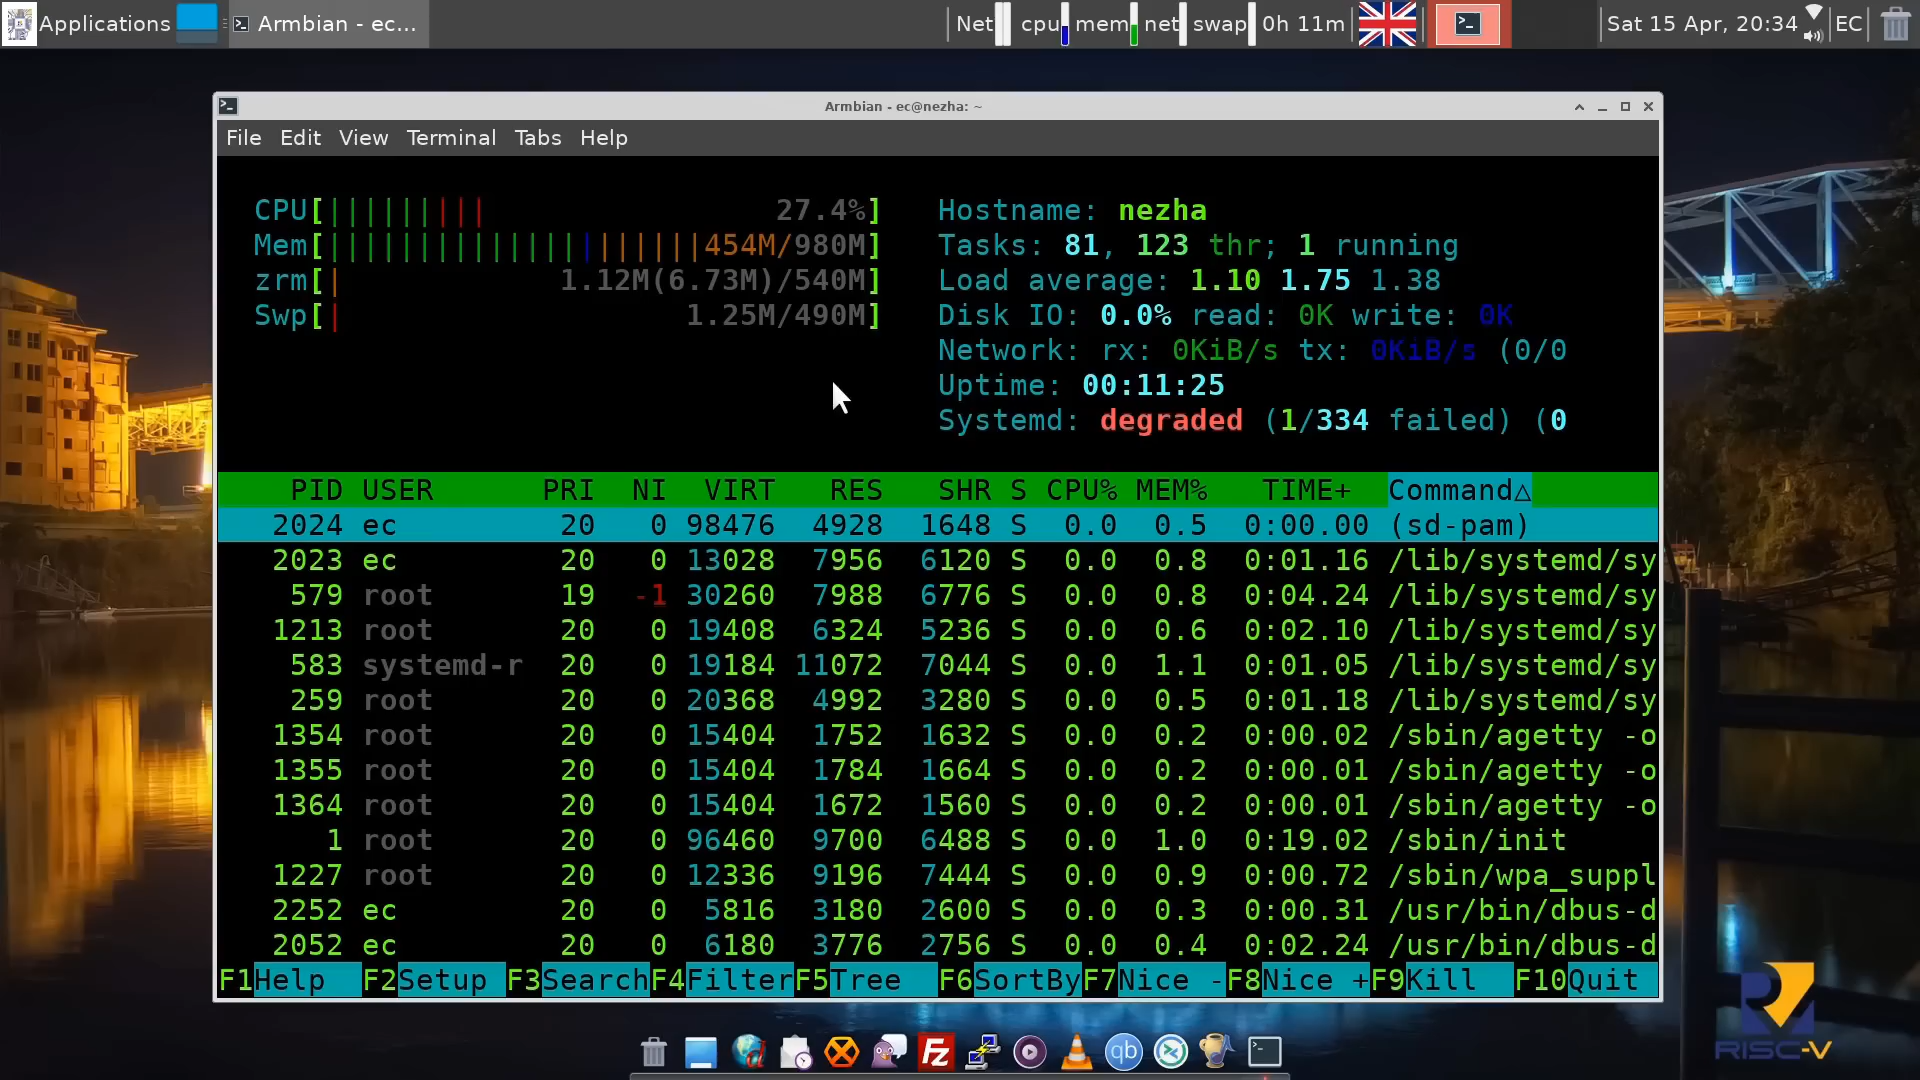 Applications Armbian - ec... Net cpu mem net swap 0h 11m Sat 15 Apr, 20:34 EC
Armbian - ec@nezha: ~
File Edit View Terminal Tabs Help
CPU[||||||||| 27.4%] Hostname: nezha
Mem[|||||||||||||||||||||454M/980M] Tasks: 81, 123 thr; 1 running
zrm[| 1.12M(6.73M)/540M] Load average: 1.10 1.75 1.38
Swp[| 1.25M/490M] Disk IO: 0.0% read: 0K write: 0K
Network: rx: 0KiB/s tx: 0KiB/s (0/0
Uptime: 00:11:25
Systemd: degraded (1/334 failed) (0
PID USER PRI NI VIRT RES SHR S CPU% MEM% TIME+ Command△
2024 ec 20 0 98476 4928 1648 S 0.0 0.5 0:00.00 (sd-pam)
2023 ec 20 0 13028 7956 6120 S 0.0 0.8 0:01.16 /lib/systemd/sy
579 root 19 -1 30260 7988 6776 S 0.0 0.8 0:04.24 /lib/systemd/sy
1213 root 20 0 19408 6324 5236 S 0.0 0.6 0:02.10 /lib/systemd/sy
583 systemd-r 20 0 19184 11072 7044 S 0.0 1.1 0:01.05 /lib/systemd/sy
259 root 20 0 20368 4992 3280 S 0.0 0.5 0:01.18 /lib/systemd/sy
1354 root 20 0 15404 1752 1632 S 0.0 0.2 0:00.02 /sbin/agetty -o
1355 root 20 0 15404 1784 1664 S 0.0 0.2 0:00.01 /sbin/agetty -o
1364 root 20 0 15404 1672 1560 S 0.0 0.2 0:00.01 /sbin/agetty -o
1 root 20 0 96460 9700 6488 S 0.0 1.0 0:19.02 /sbin/init
1227 root 20 0 12336 9196 7444 S 0.0 0.9 0:00.72 /sbin/wpa_suppl
2252 ec 20 0 5816 3180 2600 S 0.0 0.3 0:00.31 /usr/bin/dbus-d
2052 ec 20 0 6180 3776 2756 S 0.0 0.4 0:02.24 /usr/bin/dbus-d
F1Help F2Setup F3SearchF4FilterF5Tree F6SortByF7Nice -F8Nice +F9Kill F10Quit
Fz qb
RISC-V